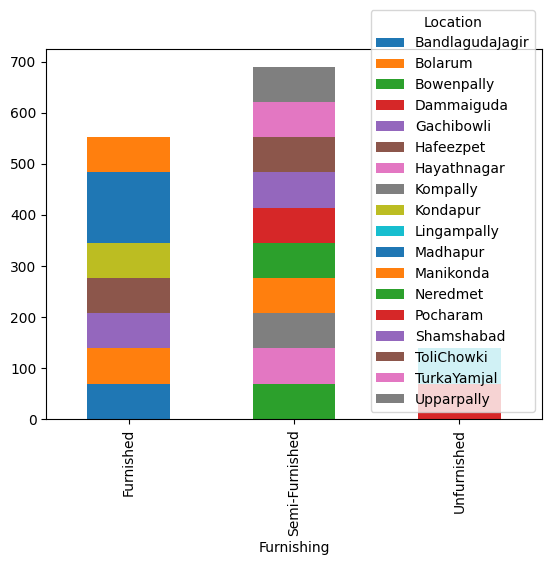 Location
BandlagudaJagir
Bolarum
Bowenpally
Dammaiguda
Gachibowli
Hafeezpet
Hayathnagar
Kompally
Kondapur
Lingampally
Madhapur
Manikonda
Neredmet
Pocharam
Shamshabad
ToliChowki
TurkaYamjal
Upparpally
700
600
500
400
300
200
100
0
Furnished
Semi-Furnished
Unfurnished
Furnishing